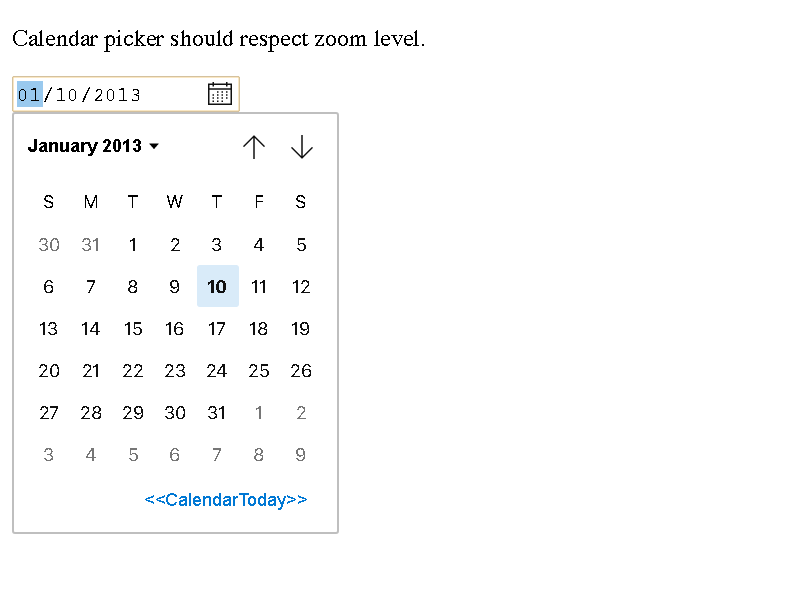 Calendar picker should respect zoom level.
01/10/2013
January 2013
S M T W T F S
30 31 1 2 3 4 5
6 7 8 9 10 11 12
13 14 15 16 17 18 19
20 21 22 23 24 25 26
27 28 29 30 31 1 2
3 4 5 6 7 8 9
<<CalendarToday>>